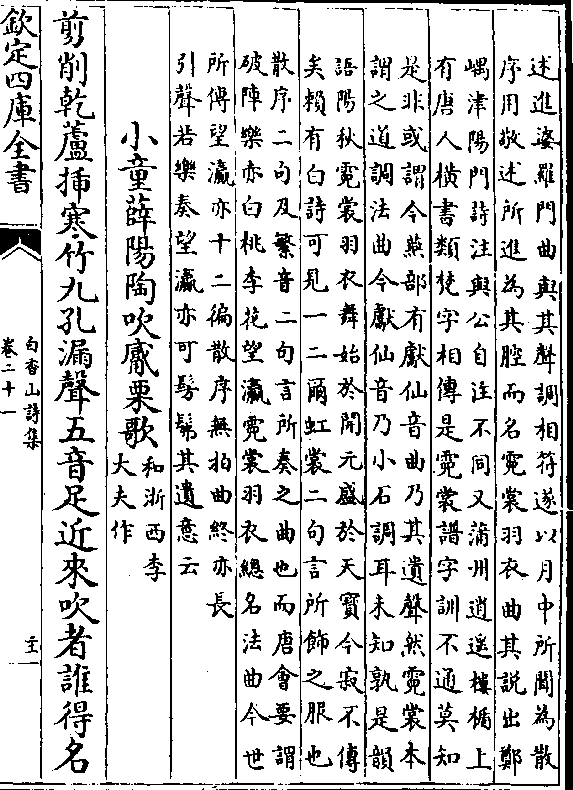 述進婆羅門曲與其聲調相符遂以月中所聞為散
序用敬述所進為其腔而名霓裳羽衣曲其說出鄭
嵎津陽門詩注與公自注不同又蒲州逍遙樓楣上
有唐人橫書類梵字相傳是霓裳譜字訓不通莫知
是非或謂今燕部有獻仙音曲乃其遺聲然霓裳本
謂之道調法曲今獻仙音乃小石調耳未知孰是韻
語陽秋霓裳羽衣舞始於開元盛於天寶今寂不傳
矣賴有白詩可見一二爾虹裳二句言所飾之服也
散序二句及繁音二句言所奏之曲也而唐會要謂
破陣樂亦白桃李花望瀛霓裳羽衣總名法曲今世
所傳望瀛亦十二徧散序無拍曲終亦長
引聲若樂奏望瀛亦可髣髴其遺意云
小童薛陽陶吹觱栗歌
和浙西李
大夫作
剪削乾蘆揷寒竹九孔漏聲五音足近來吹者誰得名
欽定四庫全書
白香山詩集
卷二十一